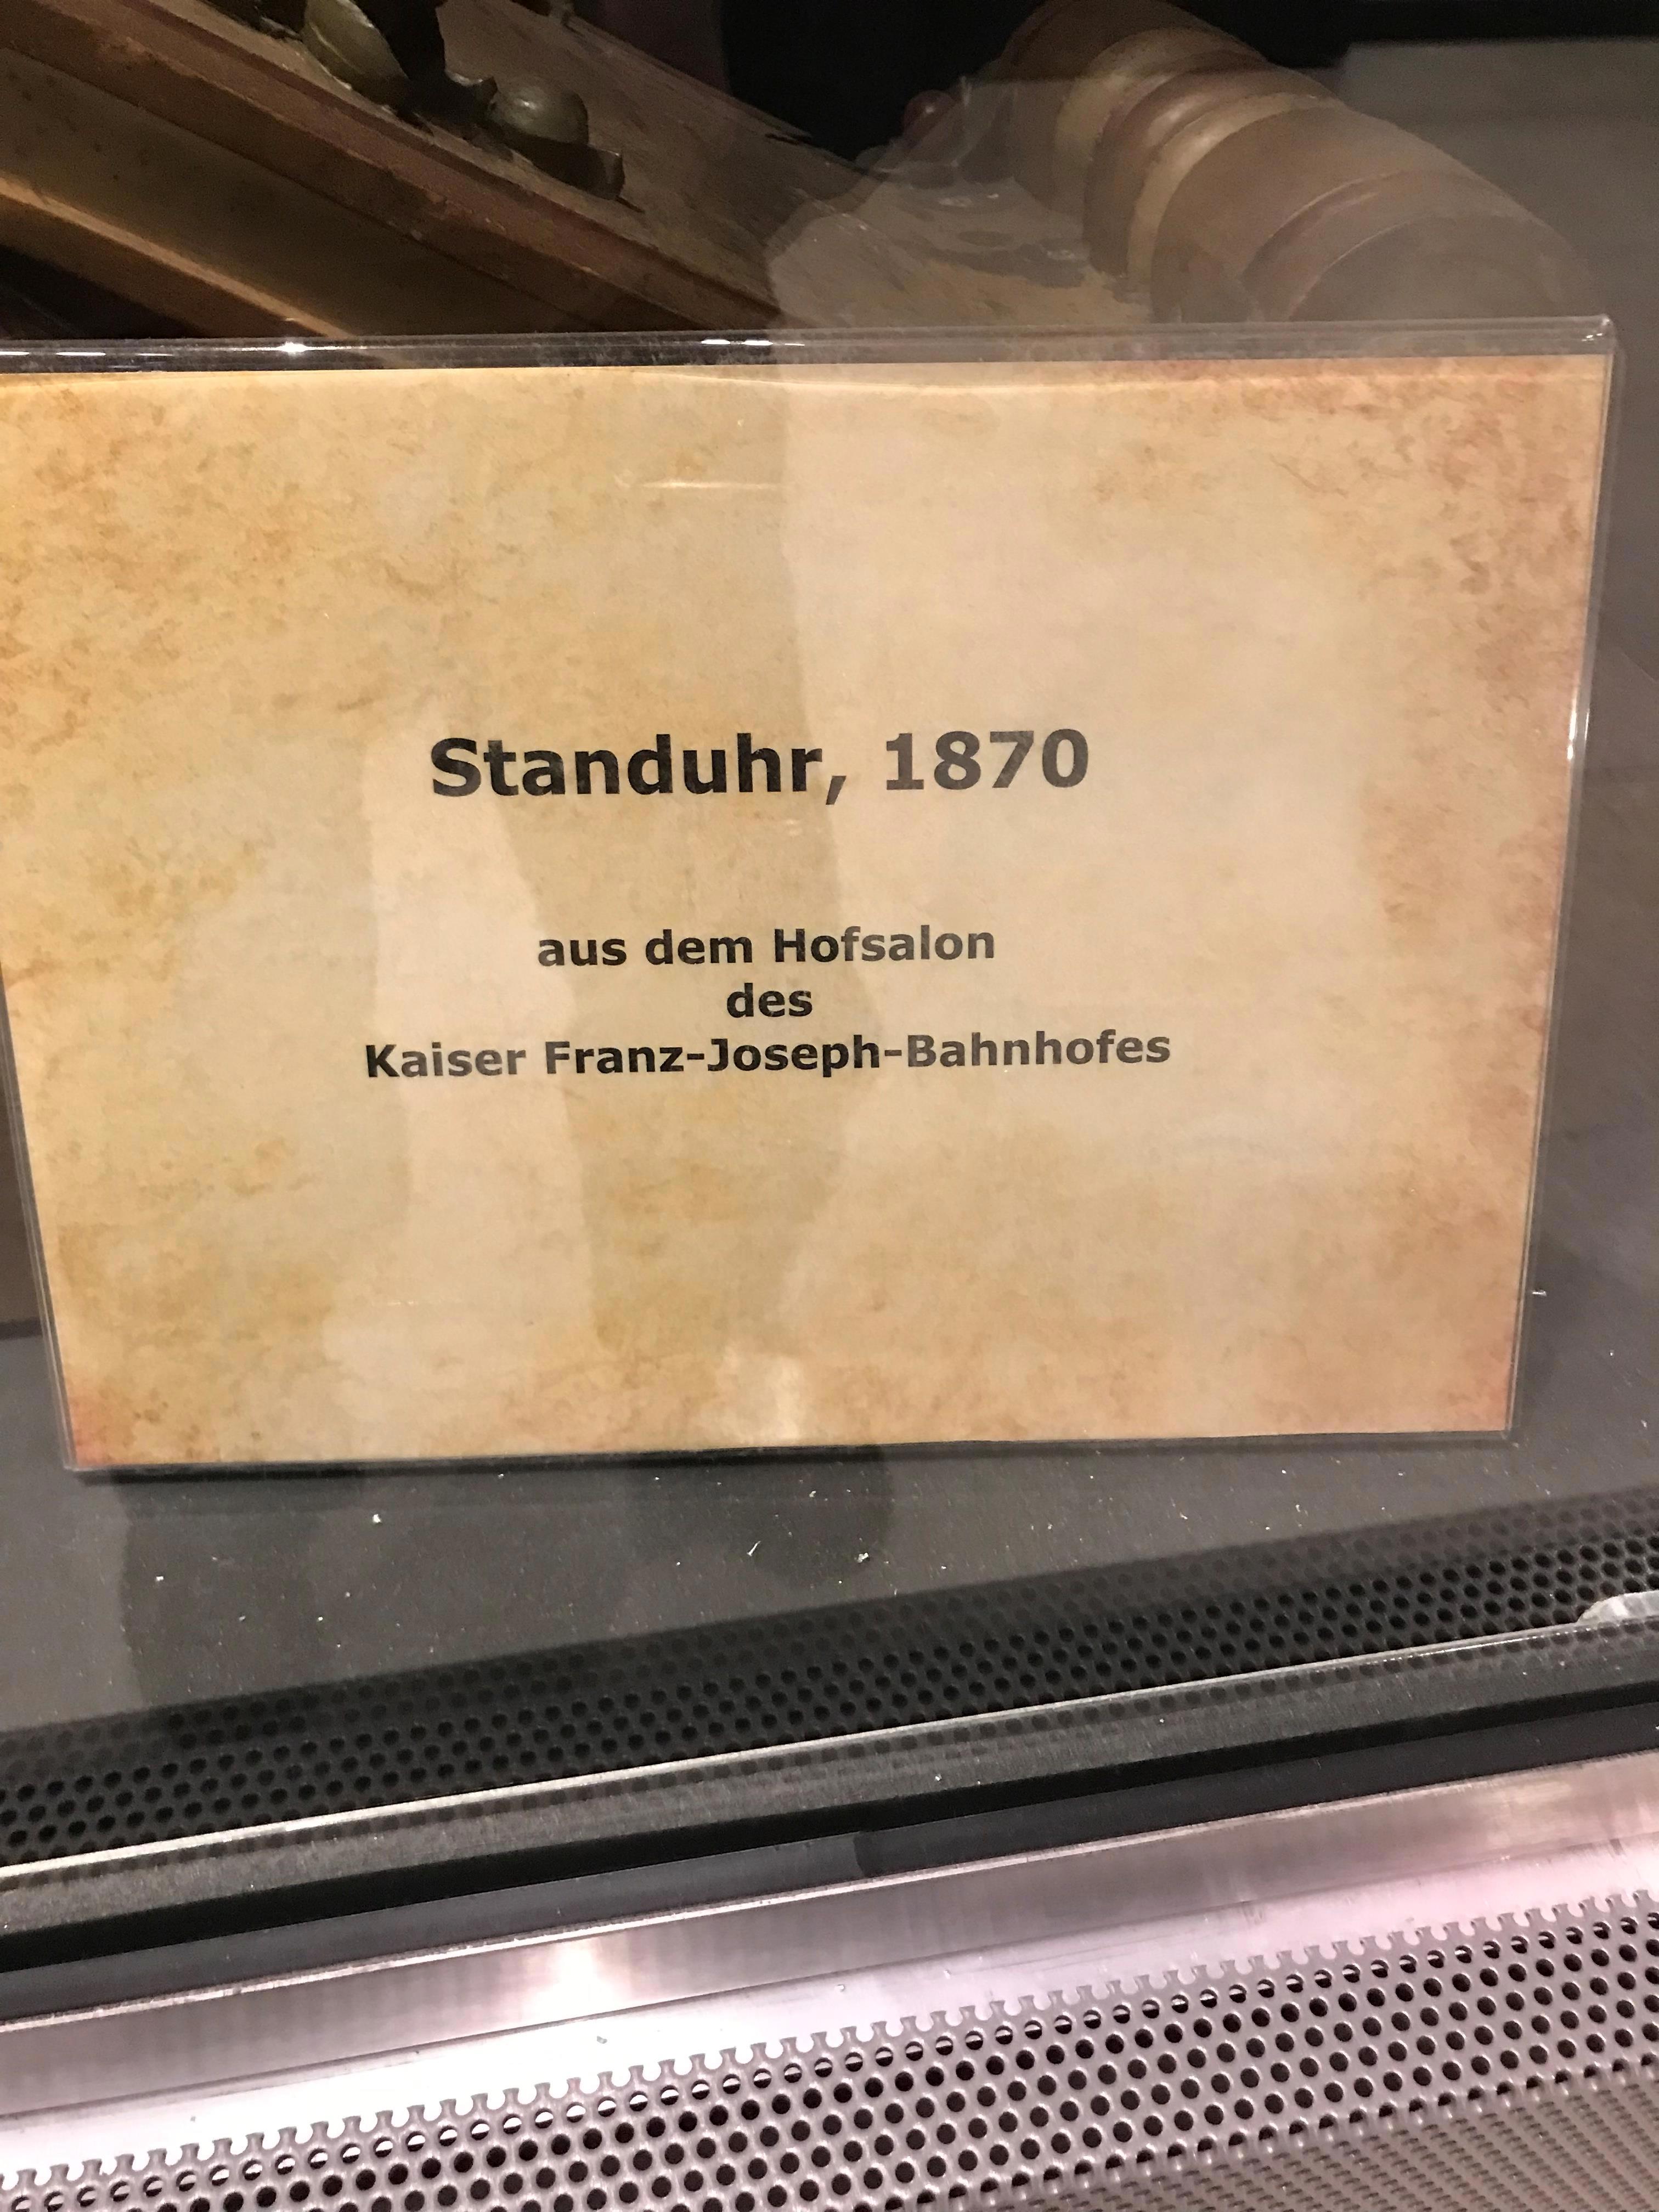 Standuhr, 1870
aus dem Hofsalon
des
Kaiser Franz-Joseph-Bahnhofes